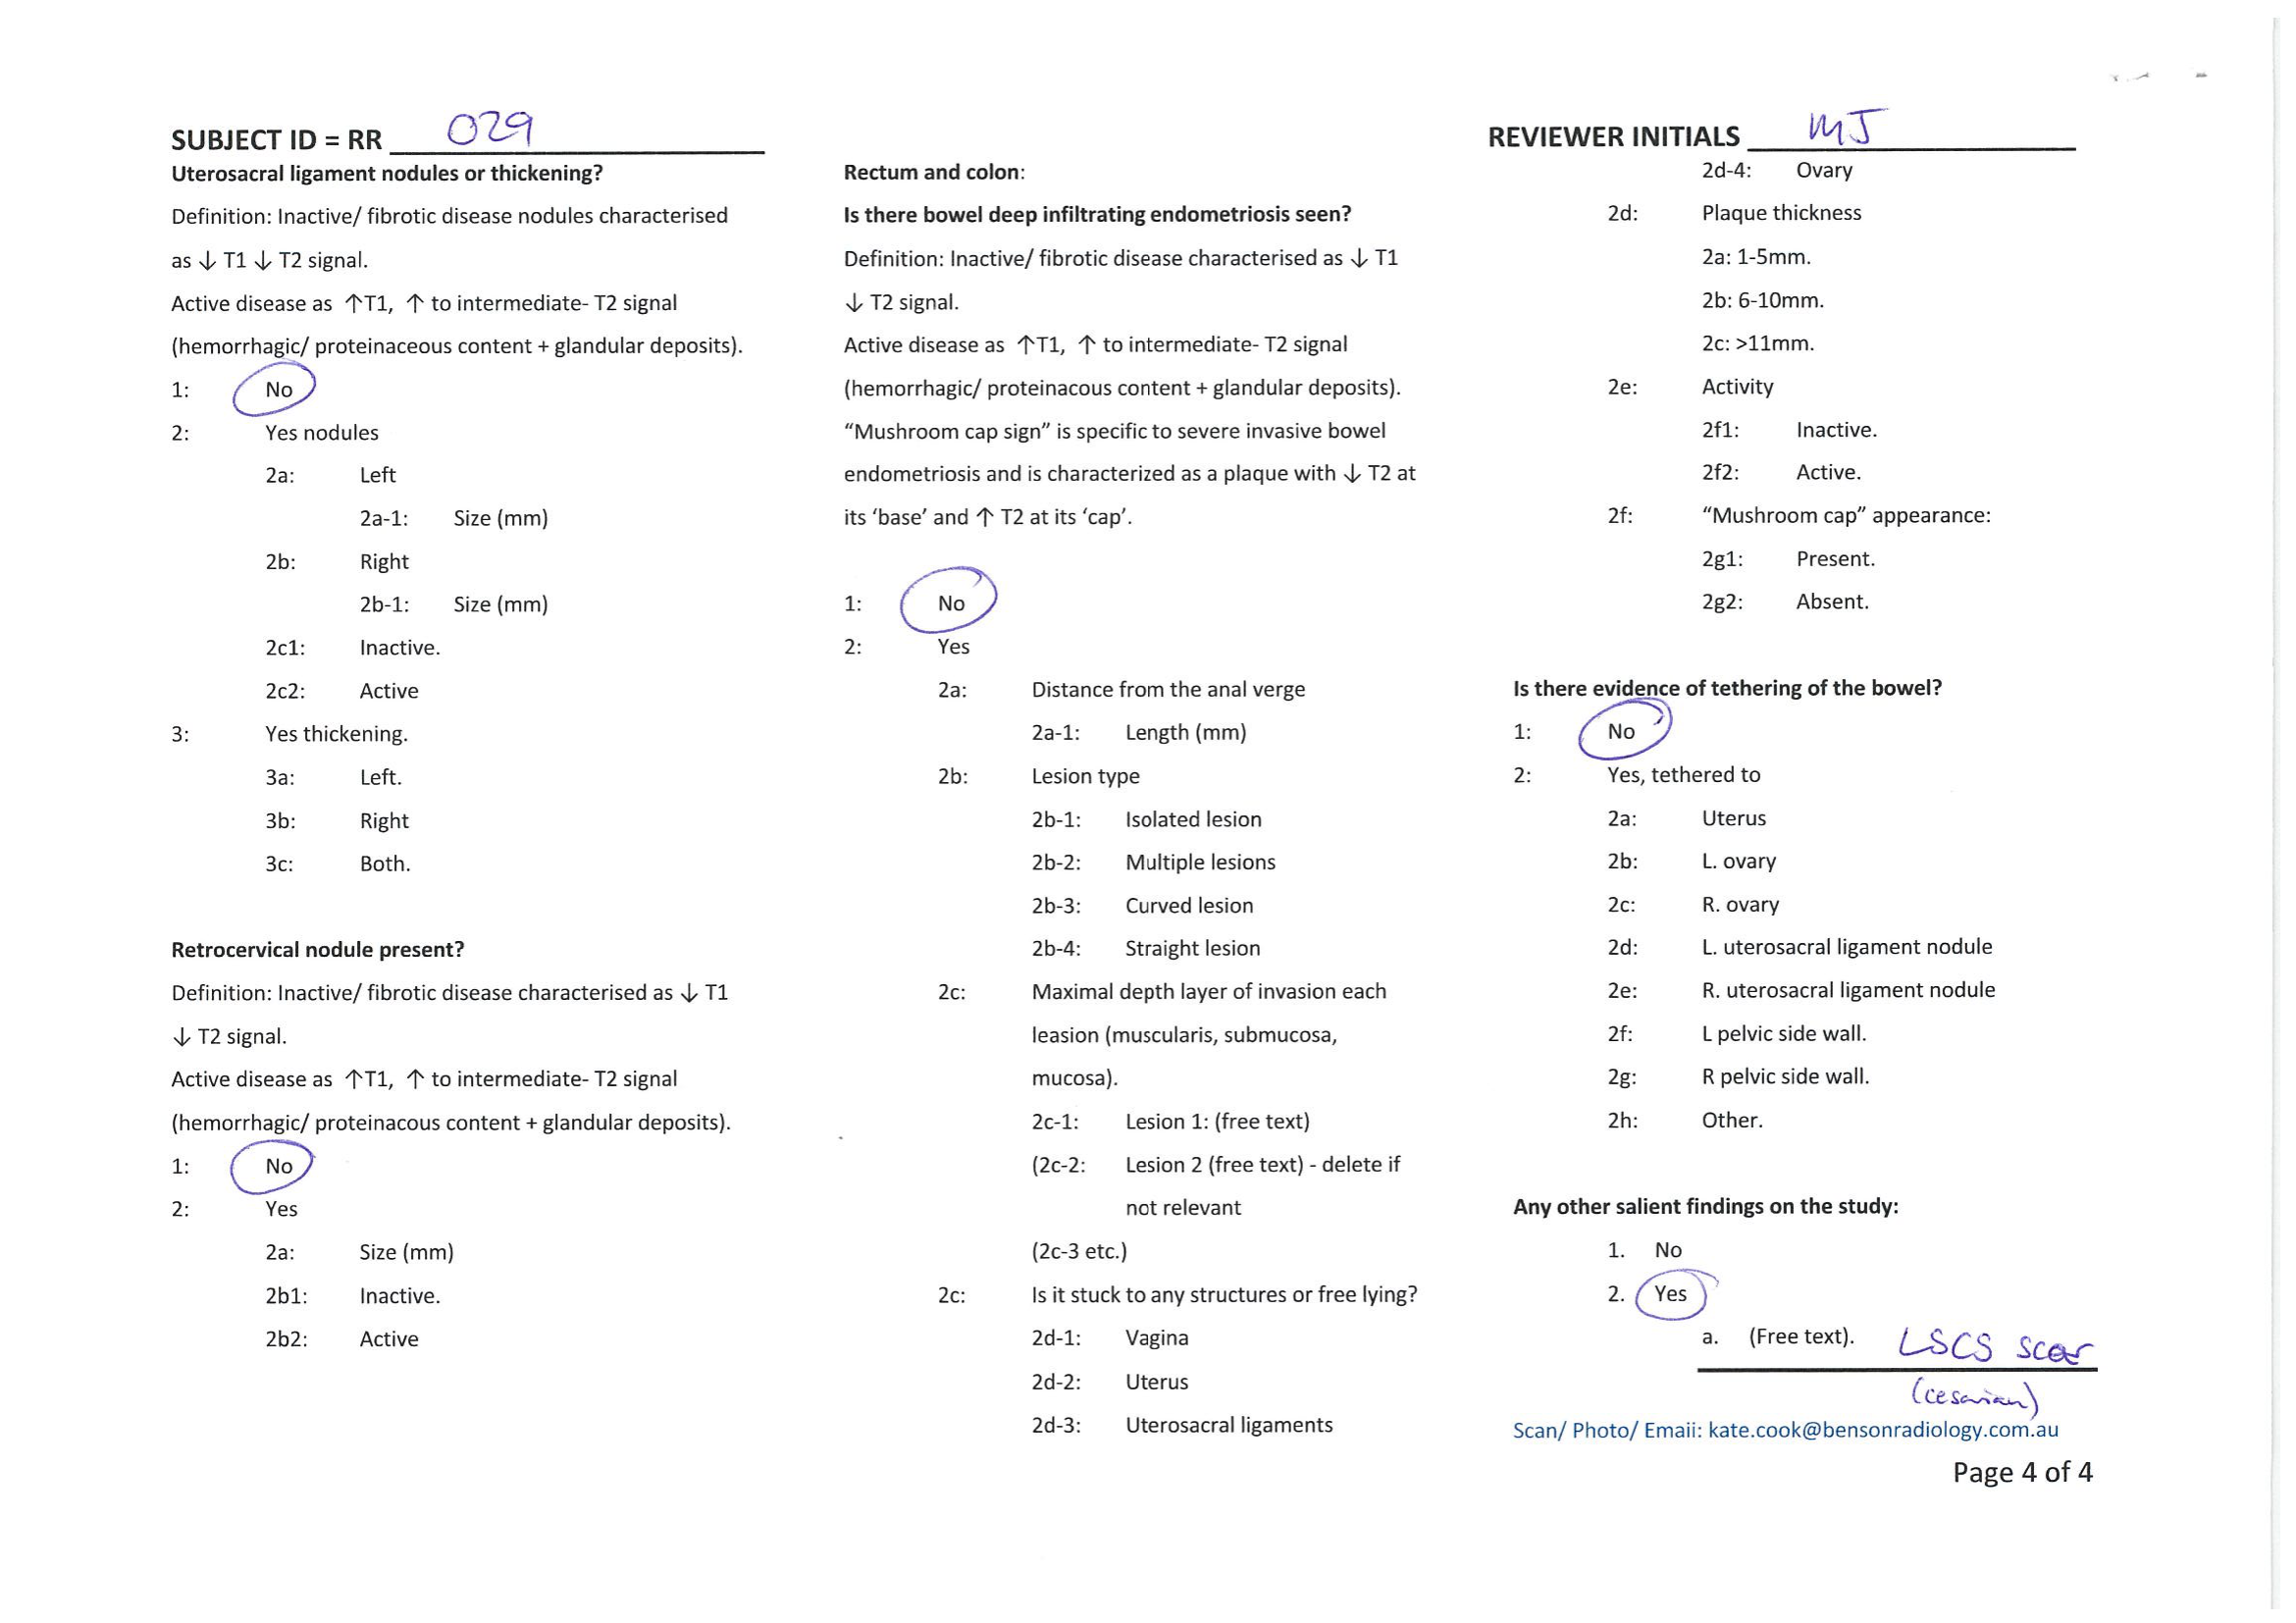 SUBJECT ID = RR 029
Uterosacral ligament nodules or thickening?
Definition: Inactive/ fibrotic disease nodules characterised
as ↓ T1 ↓ T2 signal.
Active disease as ↑T1, ↑ to intermediate- T2 signal
(hemorrhagic/ proteinaceous content + glandular deposits).
1: No
2: Yes nodules
2a: Left
2a-1: Size (mm)
2b: Right
2b-1: Size (mm)
2c1: Inactive.
2c2: Active
3: Yes thickening.
3a: Left.
3b: Right
3c: Both.
Retrocervical nodule present?
Definition: Inactive/ fibrotic disease characterised as ↓ T1
↓ T2 signal.
Active disease as ↑T1, ↑ to intermediate- T2 signal
(hemorrhagic/ proteinacous content + glandular deposits).
1: No
2: Yes
2a: Size (mm)
2b1: Inactive.
2b2: Active
Rectum and colon:
Is there bowel deep infiltrating endometriosis seen?
Definition: Inactive/ fibrotic disease characterised as ↓ T1
↓ T2 signal.
Active disease as ↑T1, ↑ to intermediate- T2 signal
(hemorrhagic/ proteinacous content + glandular deposits).
“Mushroom cap sign” is specific to severe invasive bowel
endometriosis and is characterized as a plaque with ↓ T2 at
its ‘base’ and ↑ T2 at its ‘cap’.
1: No
2: Yes
2a: Distance from the anal verge
2a-1: Length (mm)
2b: Lesion type
2b-1: Isolated lesion
2b-2: Multiple lesions
2b-3: Curved lesion
2b-4: Straight lesion
2c: Maximal depth layer of invasion each
leasion (muscularis, submucosa,
mucosa).
2c-1: Lesion 1: (free text)
(2c-2: Lesion 2 (free text) - delete if
not relevant
(2c-3 etc.)
2c: Is it stuck to any structures or free lying?
2d-1: Vagina
2d-2: Uterus
2d-3: Uterosacral ligaments
REVIEWER INITIALS MJ
2d-4: Ovary
2d: Plaque thickness
2a: 1-5mm.
2b: 6-10mm.
2c: >11mm.
2e: Activity
2f1: Inactive.
2f2: Active.
2f: “Mushroom cap” appearance:
2g1: Present.
2g2: Absent.
Is there evidence of tethering of the bowel?
1: No
2: Yes, tethered to
2a: Uterus
2b: L. ovary
2c: R. ovary
2d: L. uterosacral ligament nodule
2e: R. uterosacral ligament nodule
2f: L pelvic side wall.
2g: R pelvic side wall.
2h: Other.
Any other salient findings on the study:
1. No
2. Yes
a. (Free text). LSCS scar
(cesarian)
Scan/ Photo/ Emaii: kate.cook@bensonradiology.com.au
Page 4 of 4